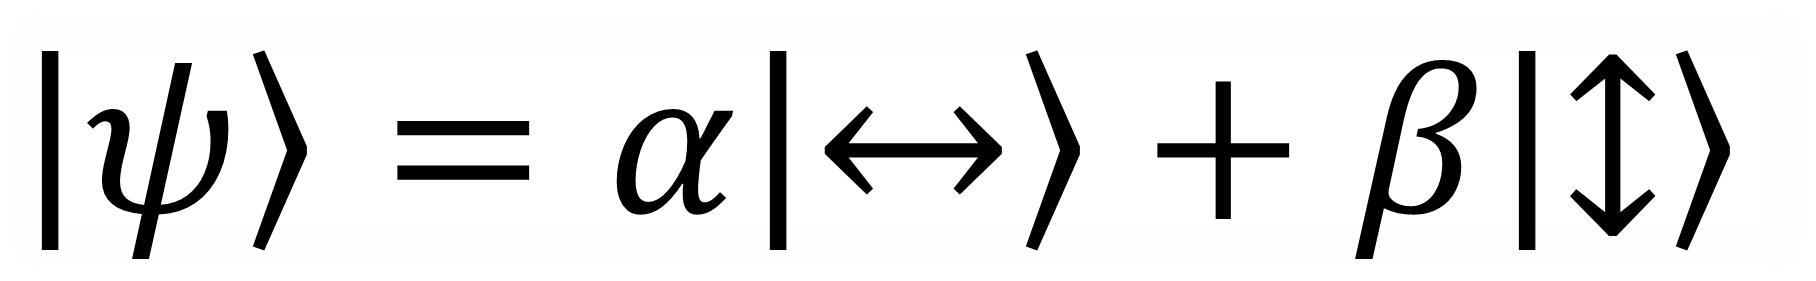 |ψ⟩ = α|↔⟩ + β|↕⟩